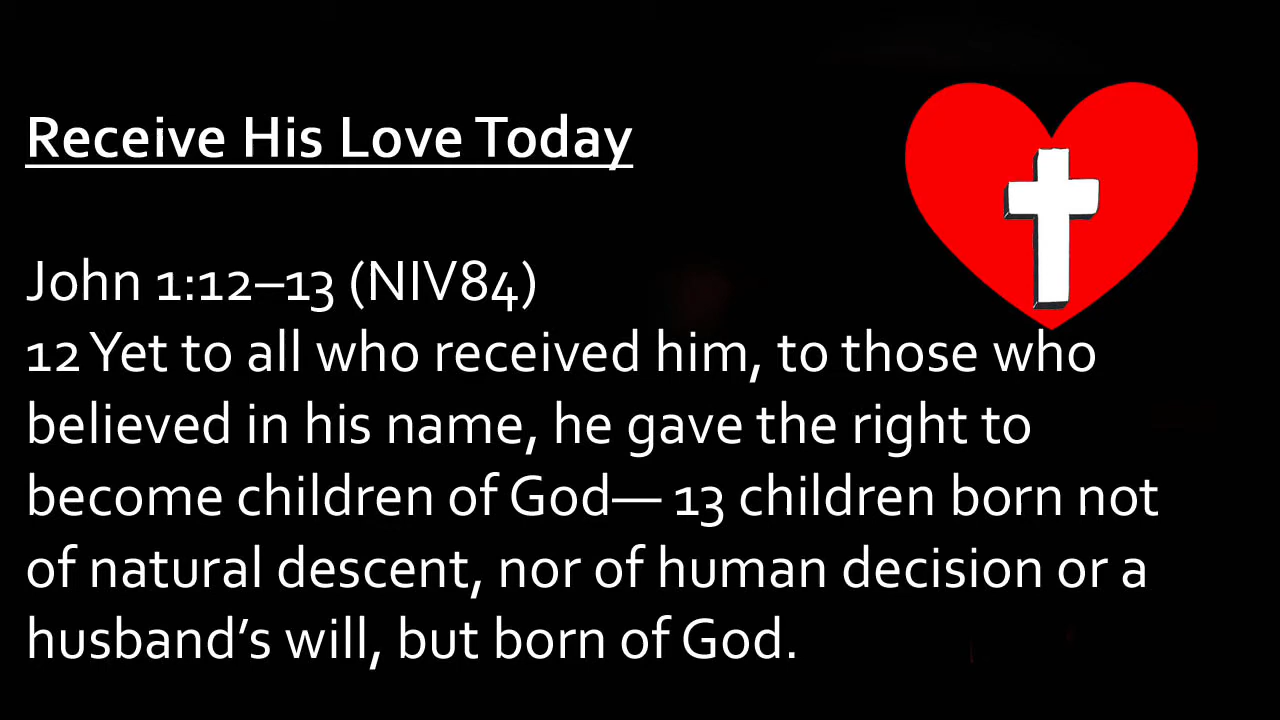 Receive His Love Today
John 1:12–13 (NIV84)
12 Yet to all who received him, to those who
believed in his name, he gave the right to
become children of God— 13 children born not
of natural descent, nor of human decision or a
husband’s will, but born of God.